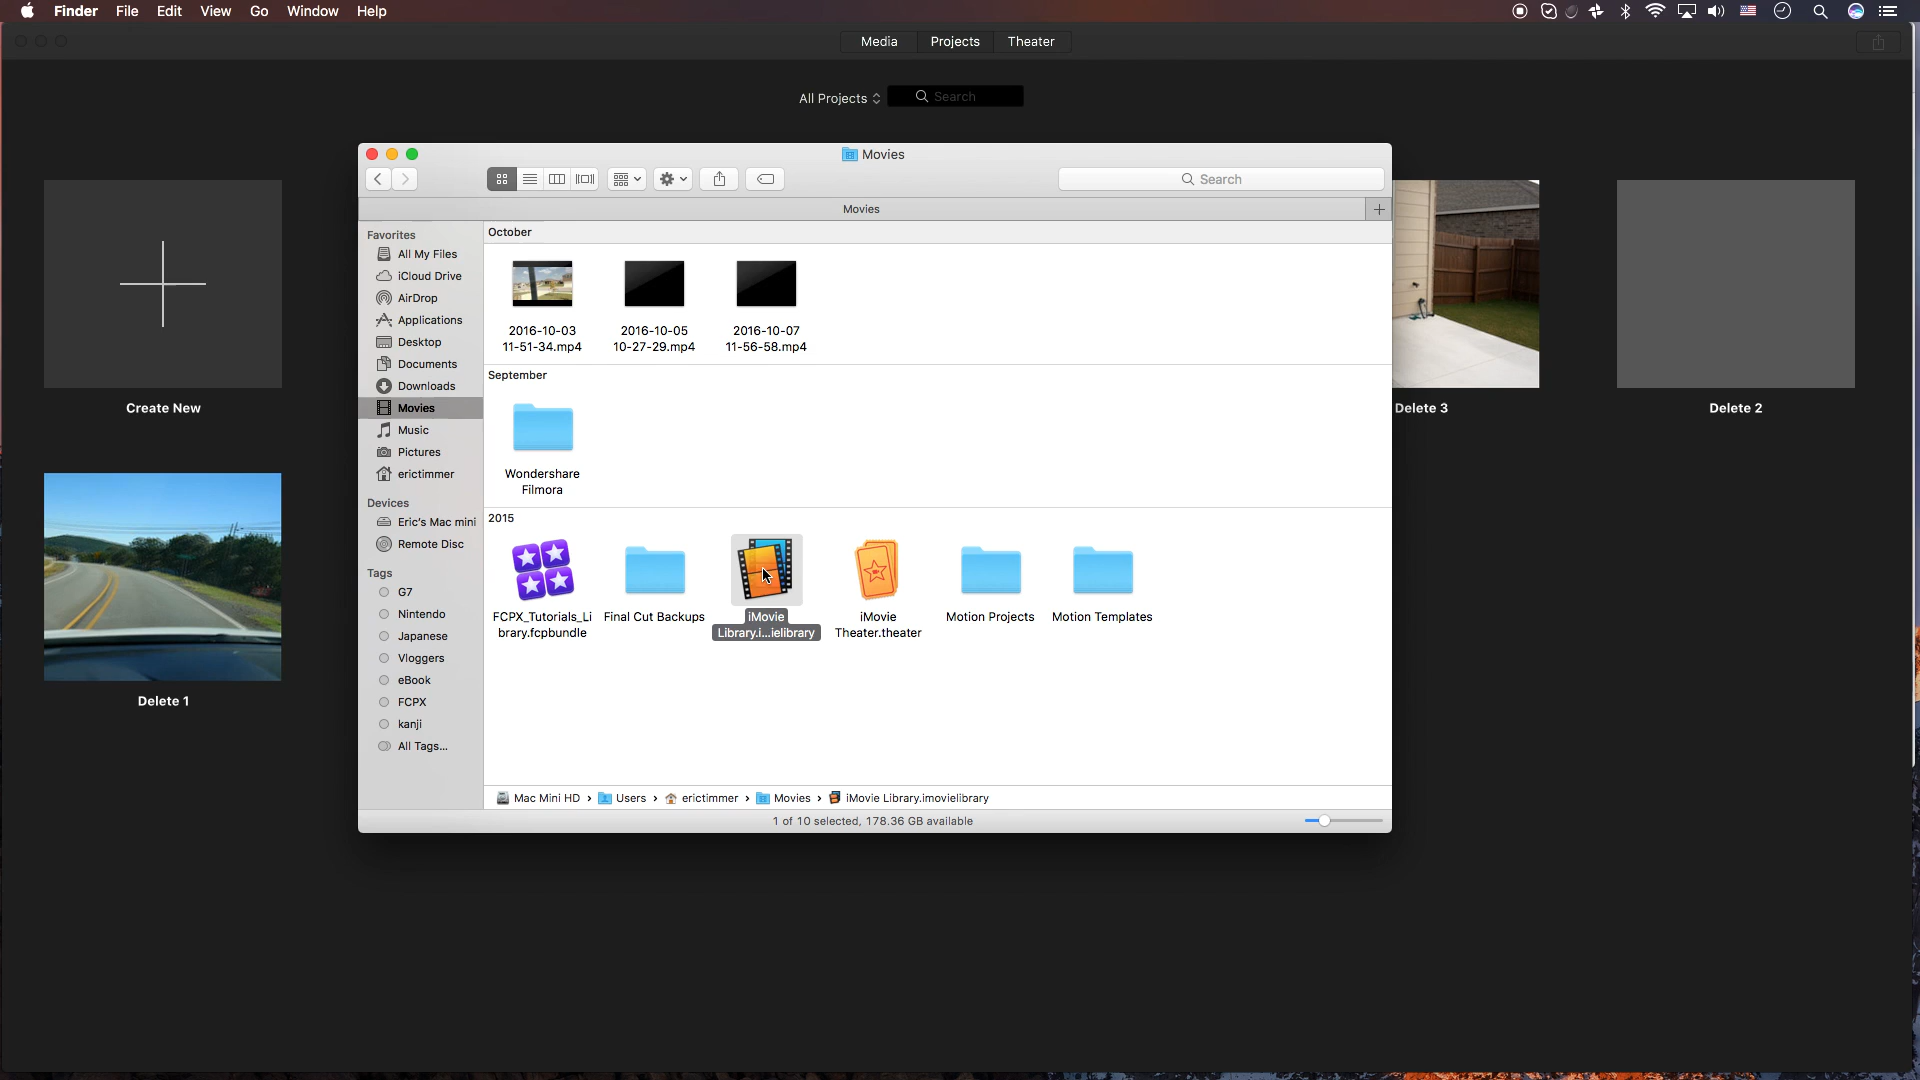 Finder File Edit View Go Window Help
Media Projects Theater
All Projects Search
Movies
Search
Movies
Favorites
All My Files
iCloud Drive
AirDrop
Applications
Desktop
Documents
Downloads
Movies
Music
Pictures
erictimmer
Devices
Eric's Mac mini
Remote Disc
Tags
G7
Nintendo
Japanese
Vloggers
eBook
FCPX
kanji
All Tags...
October
2016-10-03
11-51-34.mp4
2016-10-05
10-27-29.mp4
2016-10-07
11-56-58.mp4
September
Wondershare
Filmora
2015
FCPX_Tutorials_Li
brary.fcpbundle
Final Cut Backups
iMovie
Library.i...ielibrary
iMovie
Theater.theater
Motion Projects
Motion Templates
Mac Mini HD › Users › erictimmer › Movies › iMovie Library.imovielibrary
1 of 10 selected, 178.36 GB available
Create New
Delete 3
Delete 2
Delete 1